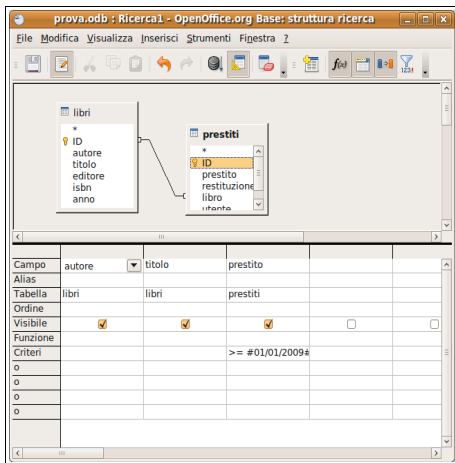 prova.odb : Ricerca1 - OpenOffice.org Base: struttura ricerca
File Modifica Visualizza Inserisci Strumenti Finestra ?
f(x)
libri
*
ID
autore
titolo
editore
isbn
anno
prestiti
*
ID
prestito
restituzione
libro
utente
Campo autore titolo prestito
Alias
Tabella libri libri prestiti
Ordine
Visibile
Funzione
Criteri >= #01/01/2009#
o
o
o
o